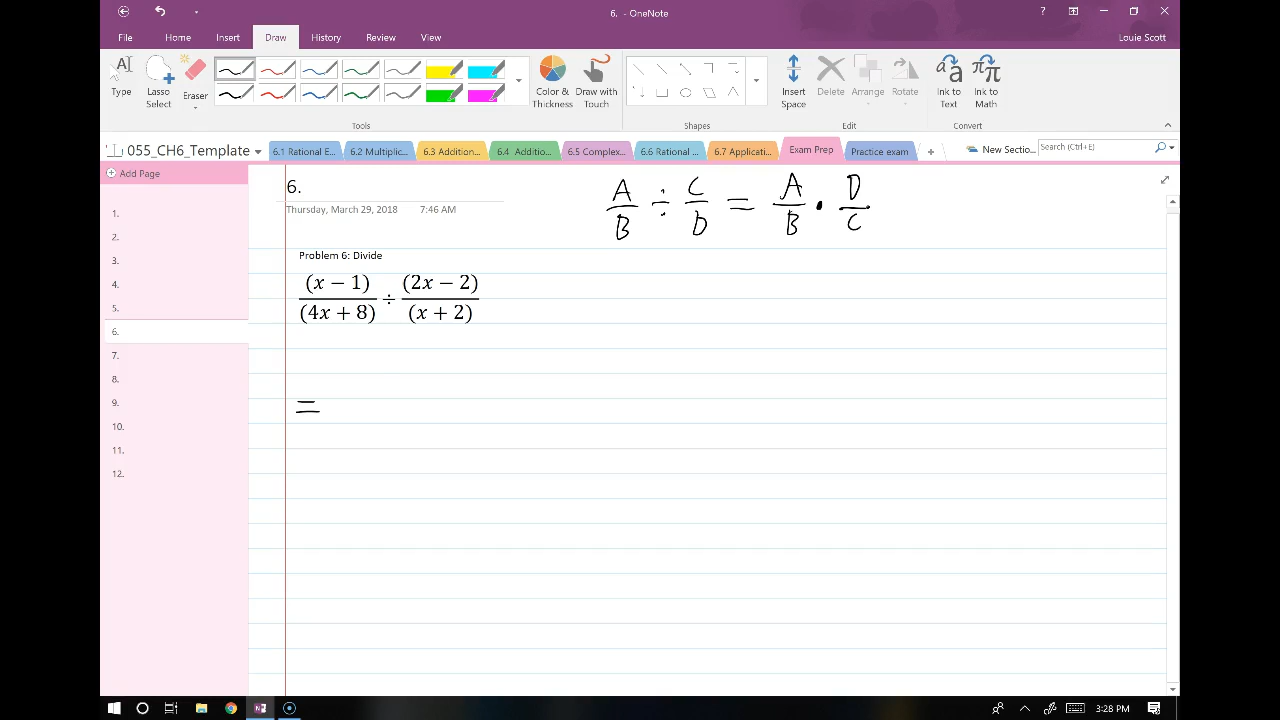 6. - OneNote
?
File Home Insert Draw History Review View Louie Scott
Type Lasso Select Eraser Color & Thickness Draw with Touch Insert Space Delete Arrange Rotate Ink to Text Ink to Math
Tools Shapes Edit Convert
055_CH6_Template 6.1 Rational E... 6.2 Multiplic... 6.3 Addition... 6.4 Additio... 6.5 Complex... 6.6 Rational ... 6.7 Applicati... Exam Prep Practice exam + New Sectio... Search (Ctrl+E)
Add Page
1.
2.
3.
4.
5.
6.
7.
8.
9.
10.
11.
12.
6.
Thursday, March 29, 2018 7:46 AM
A/B ÷ C/D = A/B · D/C
Problem 6: Divide
(x − 1)/(4x + 8) ÷ (2x − 2)/(x + 2)
=
3:28 PM